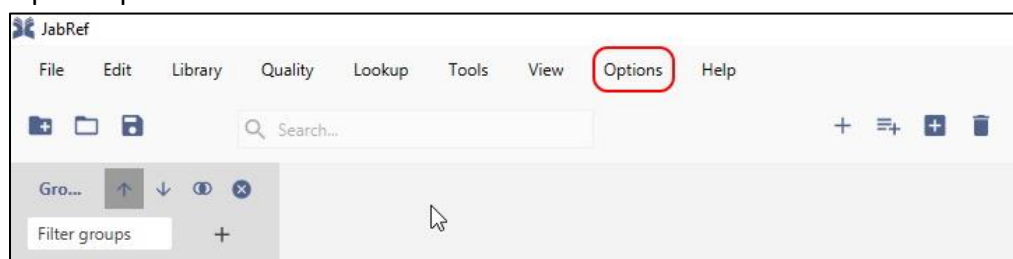 JabRef
File Edit Library Quality Lookup Tools View Options Help
Search...
Gro...
Filter groups